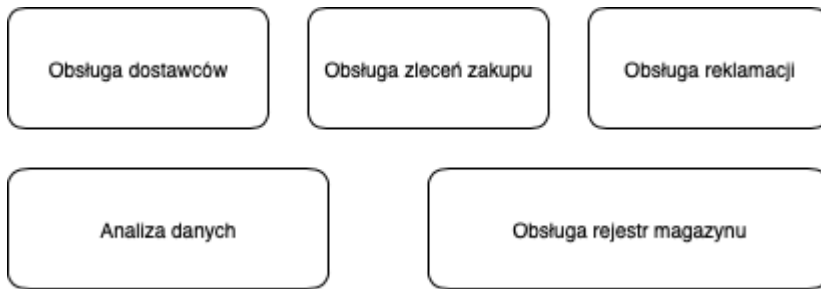 Obsługa dostawców
Obsługa zleceń zakupu
Obsługa reklamacji
Analiza danych
Obsługa rejestr magazynu